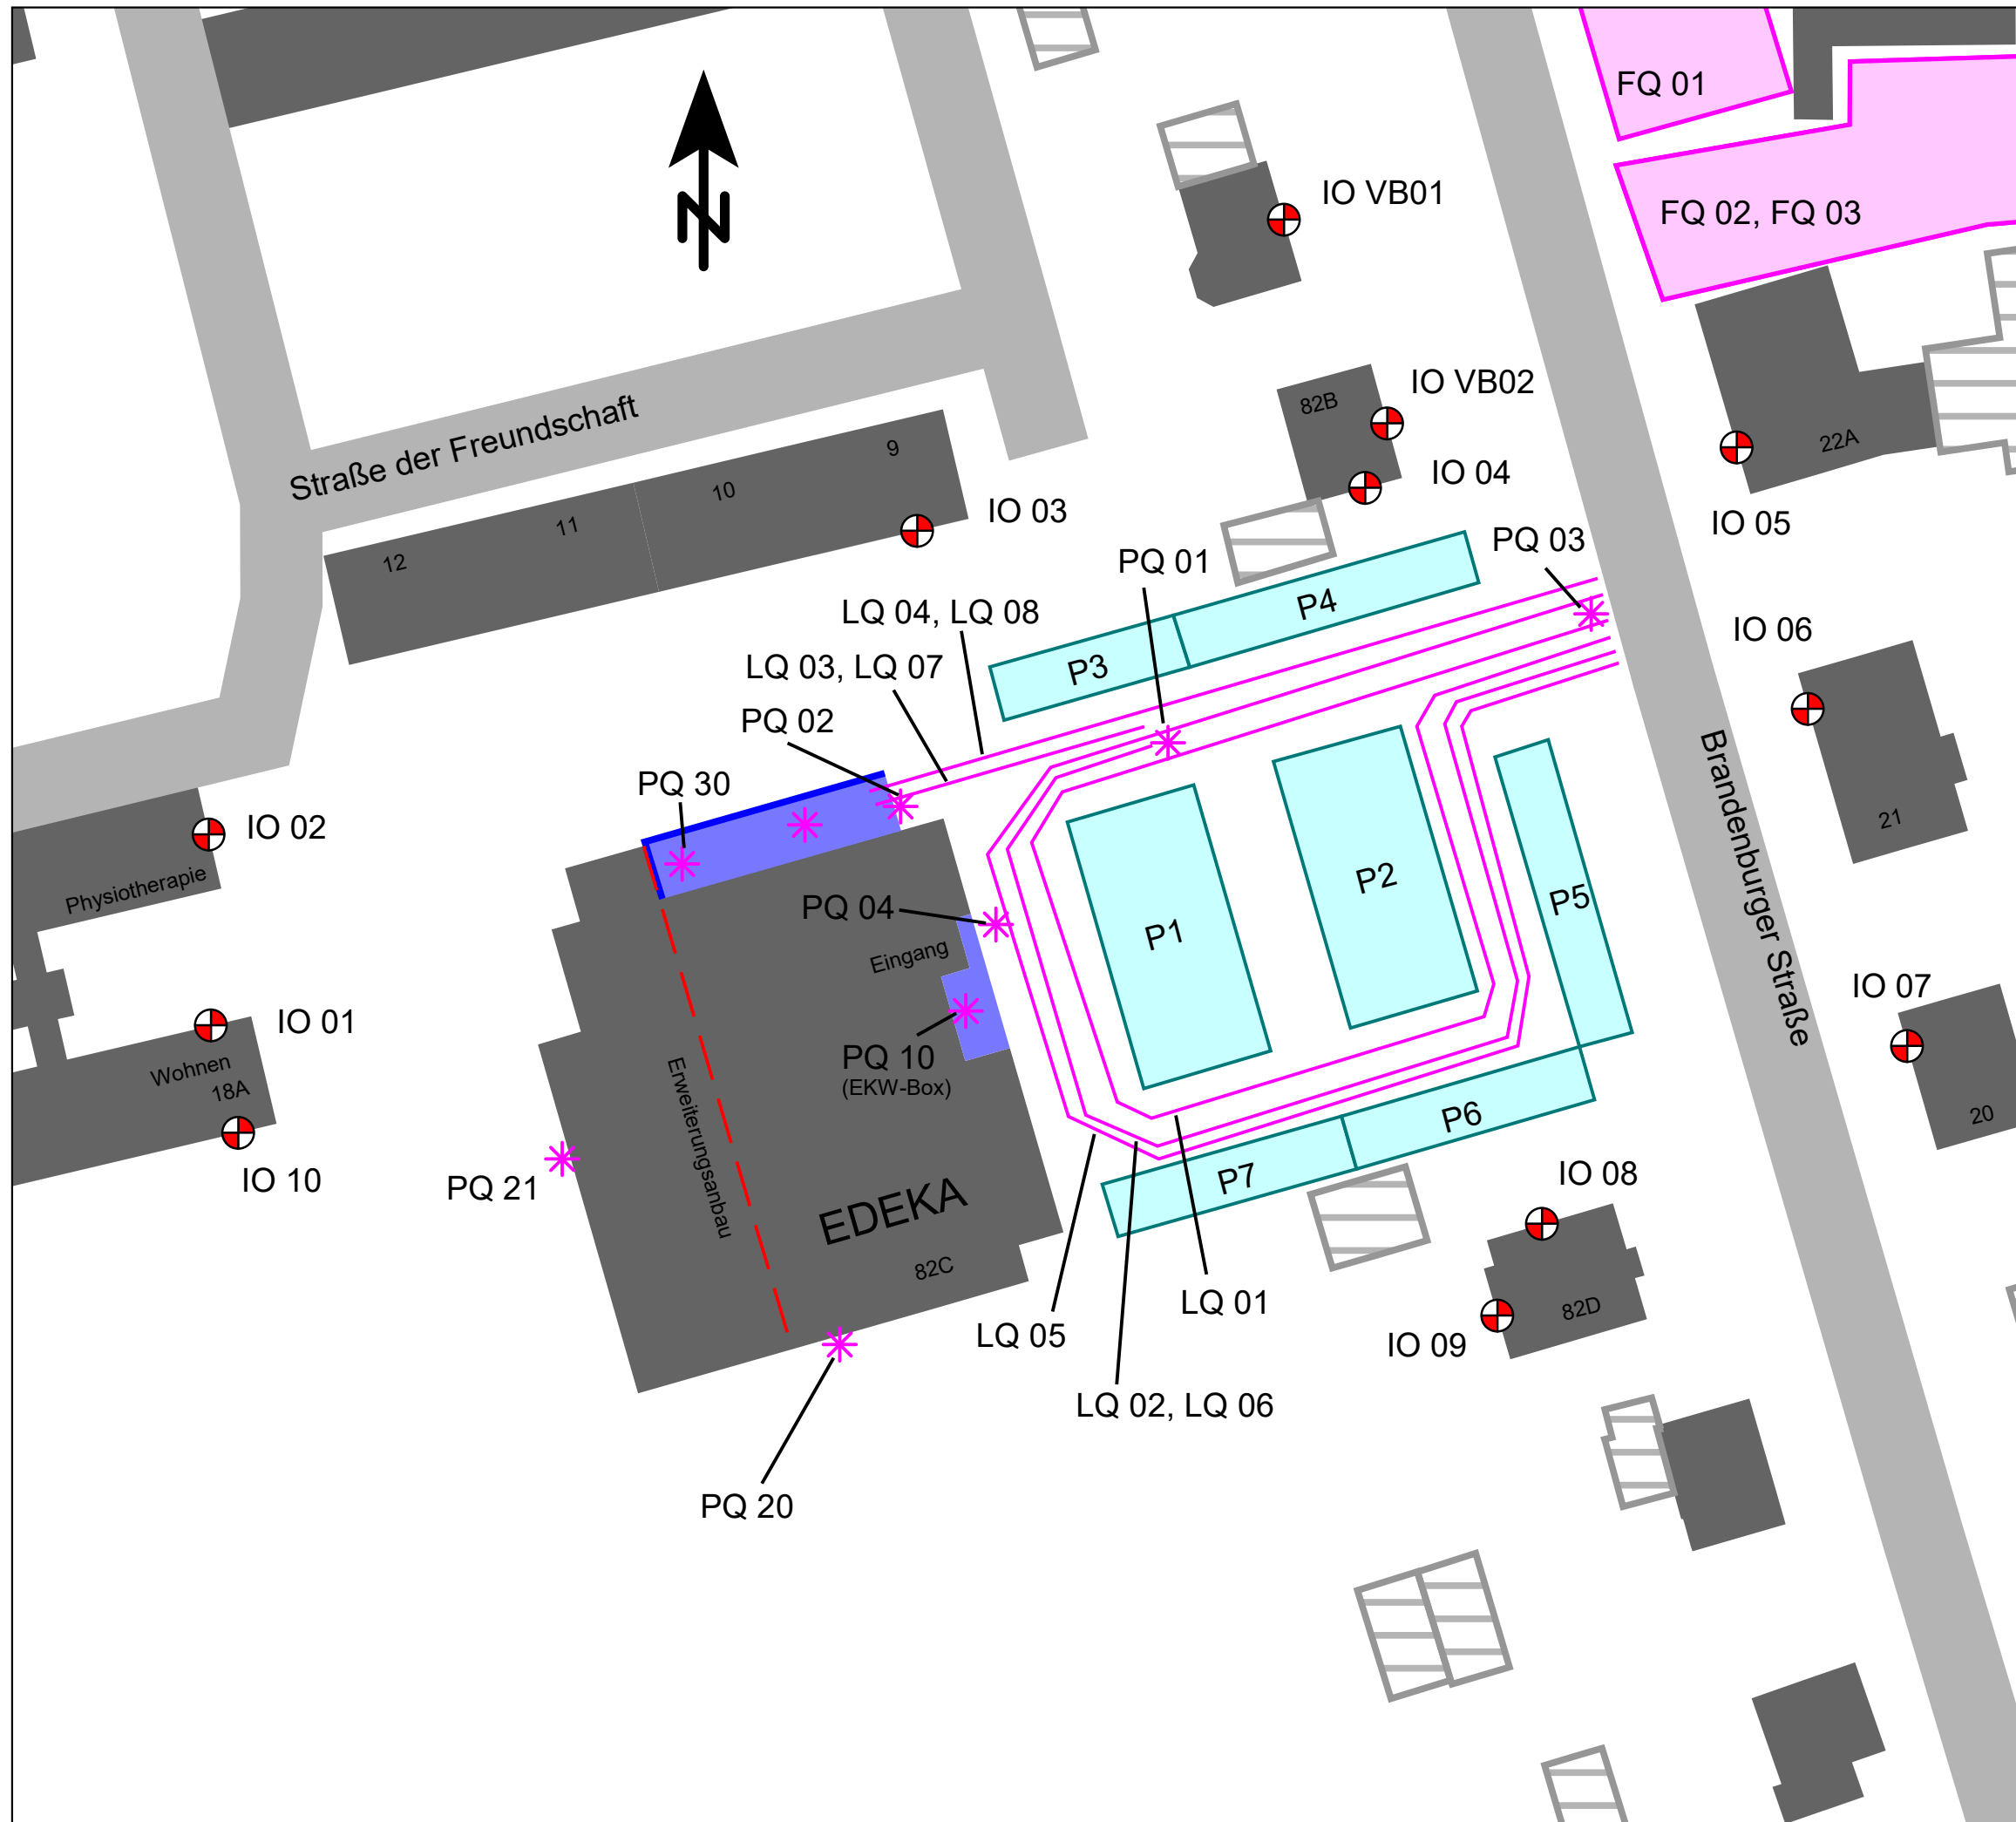 FQ 01
IO VB01
FQ 02, FQ 03
N
IO VB02
82B
Straße der Freundschaft
9
22A
IO 04
10
IO 03
11
IO 05
12
PQ 01
PQ 03
P4
LQ 04, LQ 08
IO 06
LQ 03, LQ 07
P3
PQ 02
PQ 30
21
IO 02
Physiotherapie
PQ 04
P2
P5
Brandenburger Straße
P1
Eingang
IO 07
IO 01
Wohnen
18A
PQ 10
(EKW-Box)
20
P6
IO 10
PQ 21
Erweiterungsanbau
P7
IO 08
EDEKA
82C
LQ 01
82D
LQ 05
IO 09
LQ 02, LQ 06
PQ 20